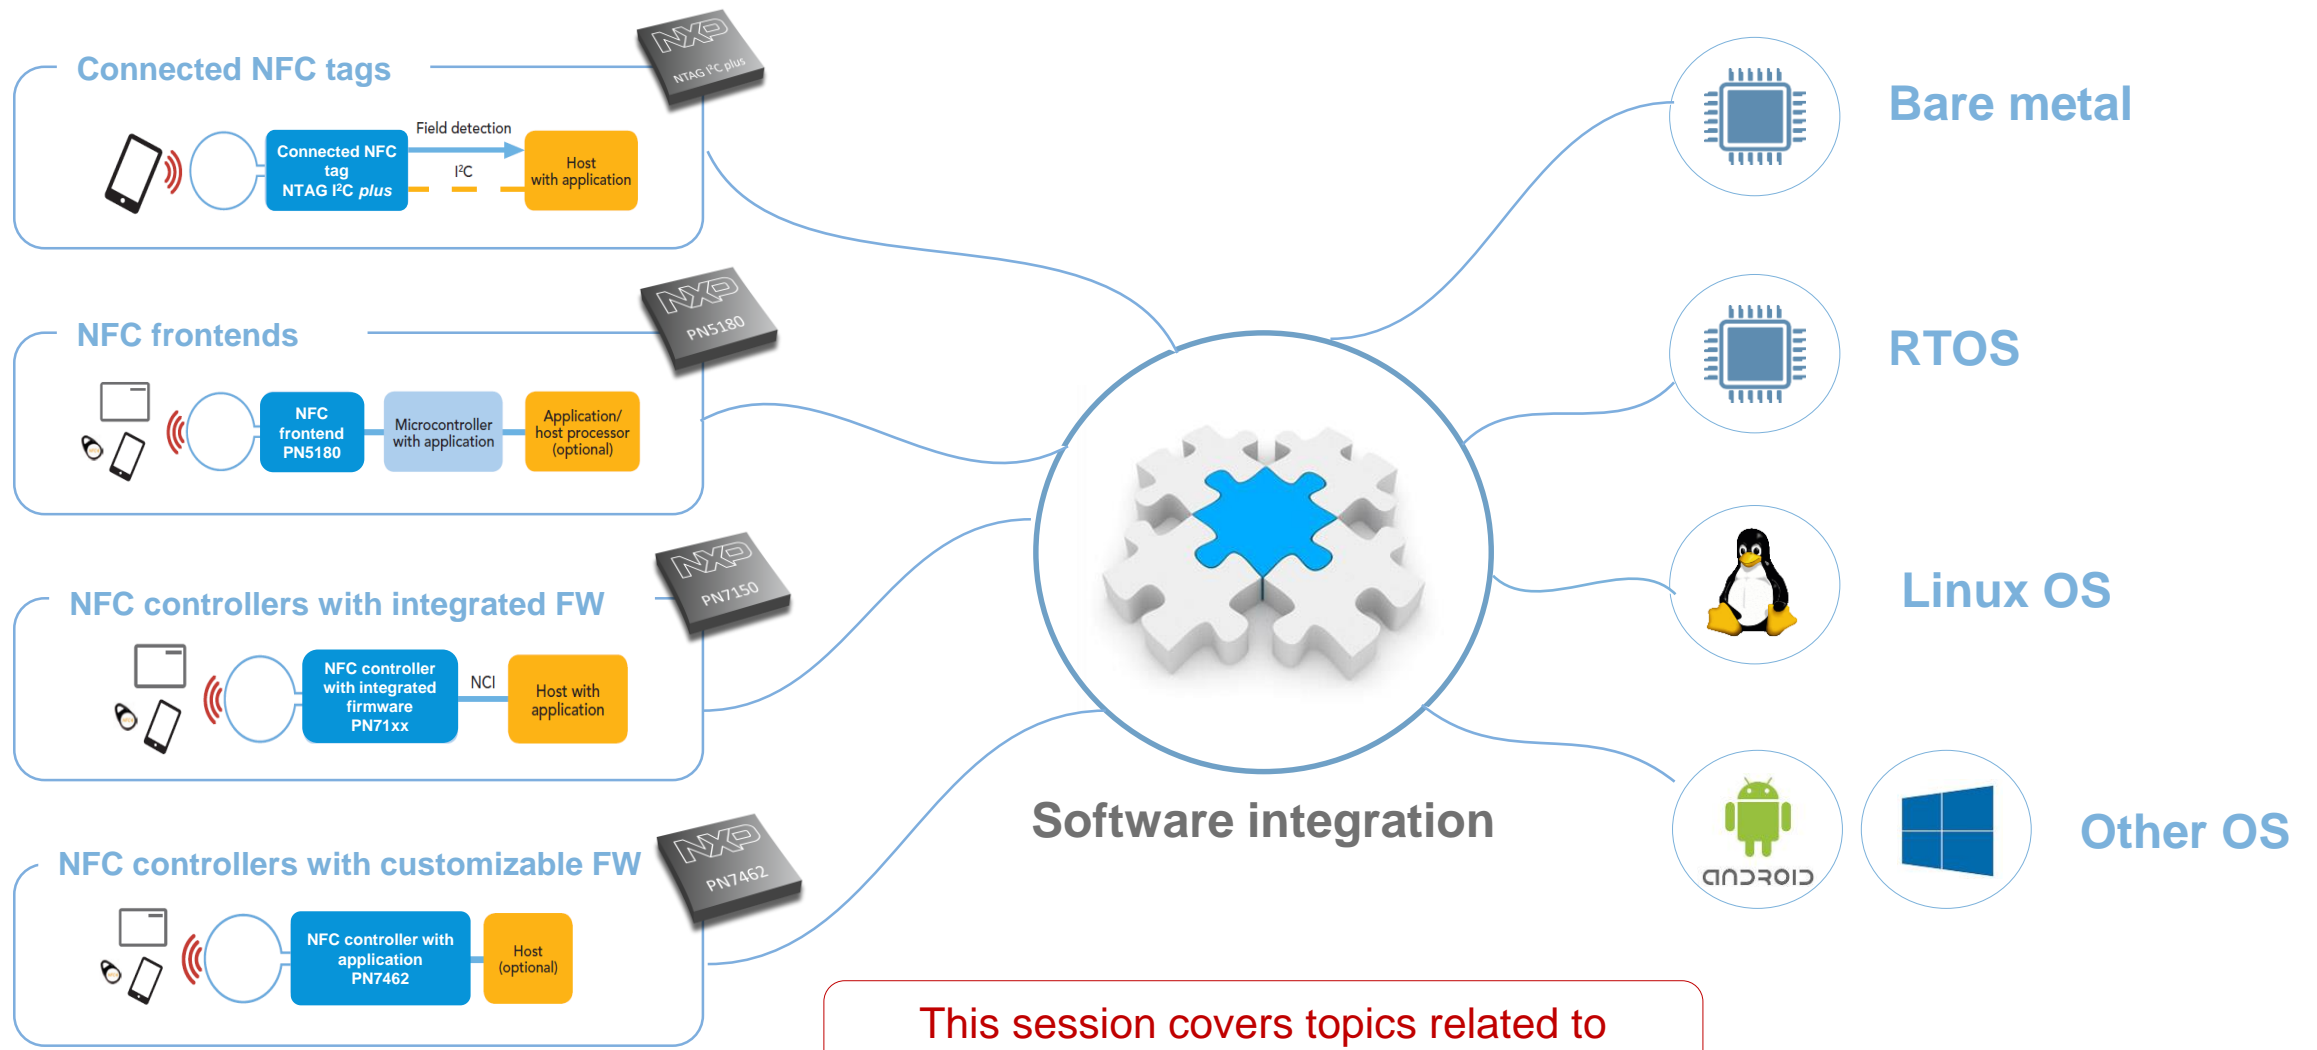 Connected NFC tags
NXP
NTAG I²C plus
Connected NFC
tag
NTAG I²C plus
Field detection
I²C
Host
with application
NFC frontends
NXP
PN5180
NFC
frontend
PN5180
Microcontroller
with application
Application/
host processor
(optional)
NFC controllers with integrated FW
NXP
PN7150
NFC controller
with integrated
firmware
PN71xx
NCI
Host with
application
NFC controllers with customizable FW
NXP
PN7462
NFC controller with
application
PN7462
Host
(optional)
Software integration
Bare metal
RTOS
Linux OS
ANDROID
Other OS
This session covers topics related to